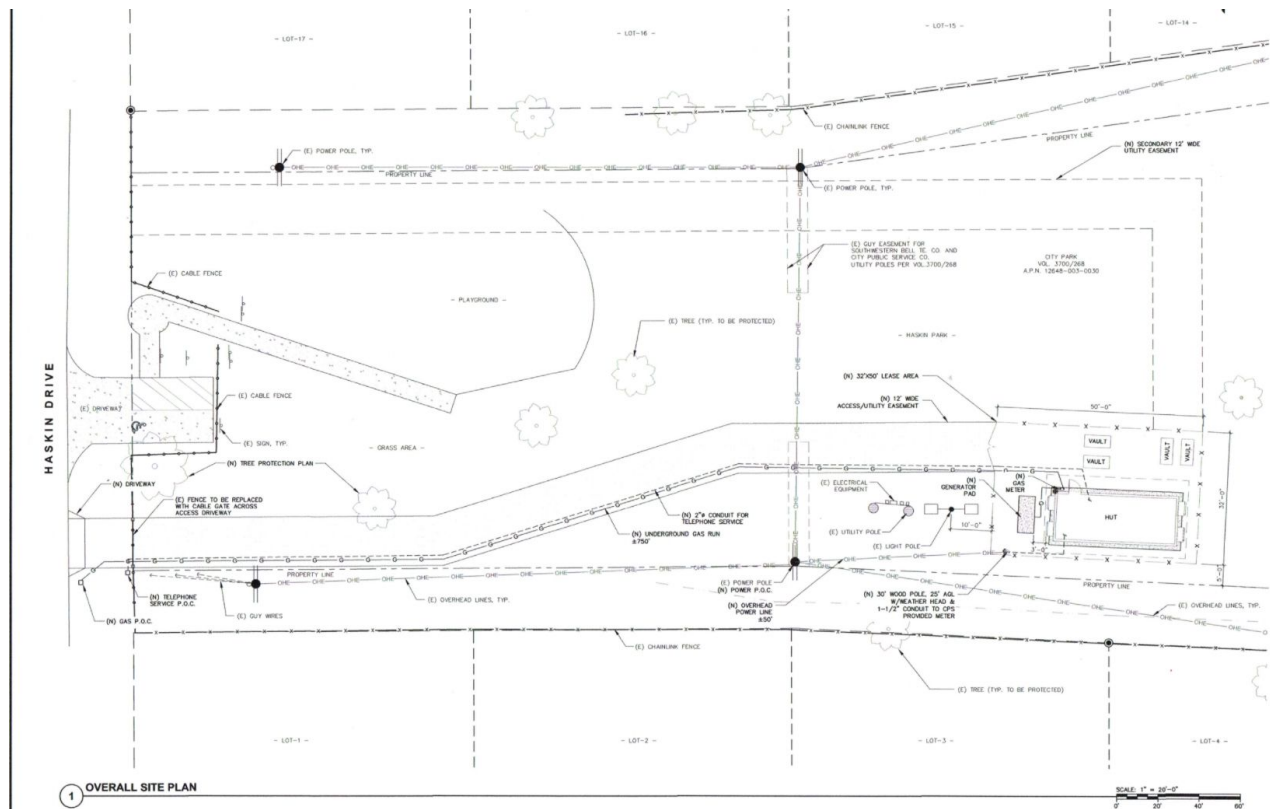 - LOT-17 -
- LOT-16 -
- LOT-15 -
- LOT-14 -
(E) CHAINLINK FENCE
PROPERTY LINE
(E) POWER POLE, TYP.
PROPERTY LINE
(N) SECONDARY 12' WIDE
UTILITY EASEMENT
(E) POWER POLE, TYP.
(E) GUY EASEMENT FOR
SOUTHWESTERN BELL TE. CO. AND
CITY PUBLIC SERVICE CO.
UTILITY POLES PER VOL.3700/268
CITY PARK
VOL. 3700/268
A.P.N. 12648-003-0030
(E) CABLE FENCE
- PLAYGROUND -
(E) TREE (TYP. TO BE PROTECTED)
- HASKIN PARK -
HASKIN DRIVE
(N) 32'X50' LEASE AREA
(N) 12' WIDE
ACCESS/UTILITY EASEMENT
50'-0"
(E) DRIVEWAY
(E) CABLE FENCE
(E) SIGN, TYP.
- GRASS AREA -
VAULT
VAULT
VAULT
VAULT
(N) TREE PROTECTION PLAN
(N) DRIVEWAY
(E) FENCE TO BE REPLACED
WITH CABLE GATE ACROSS
ACCESS DRIVEWAY
(E) ELECTRICAL
EQUIPMENT
(N)
GENERATOR
PAD
(N)
GAS
METER
HUT
32'-0"
(N) 2"ø CONDUIT FOR
TELEPHONE SERVICE
(N) UNDERGROUND GAS RUN
±750'
(E) UTILITY POLE
(E) LIGHT POLE
10'-0"
3'-0"
5'-0"
PROPERTY LINE
(N) TELEPHONE
SERVICE P.O.C.
(N) GAS P.O.C.
(E) GUY WIRES
(E) OVERHEAD LINES, TYP.
(E) POWER POLE
(N) POWER P.O.C.
(N) OVERHEAD
POWER LINE
±50'
(N) 30' WOOD POLE, 25' AGL
W/WEATHER HEAD &
1-1/2" CONDUIT TO CPS
PROVIDED METER
PROPERTY LINE
(E) OVERHEAD LINES, TYP.
(E) CHAINLINK FENCE
(E) TREE (TYP. TO BE PROTECTED)
- LOT-1 -
- LOT-2 -
- LOT-3 -
- LOT-4 -
1 OVERALL SITE PLAN
SCALE: 1" = 20'-0"
0' 20' 40' 60'